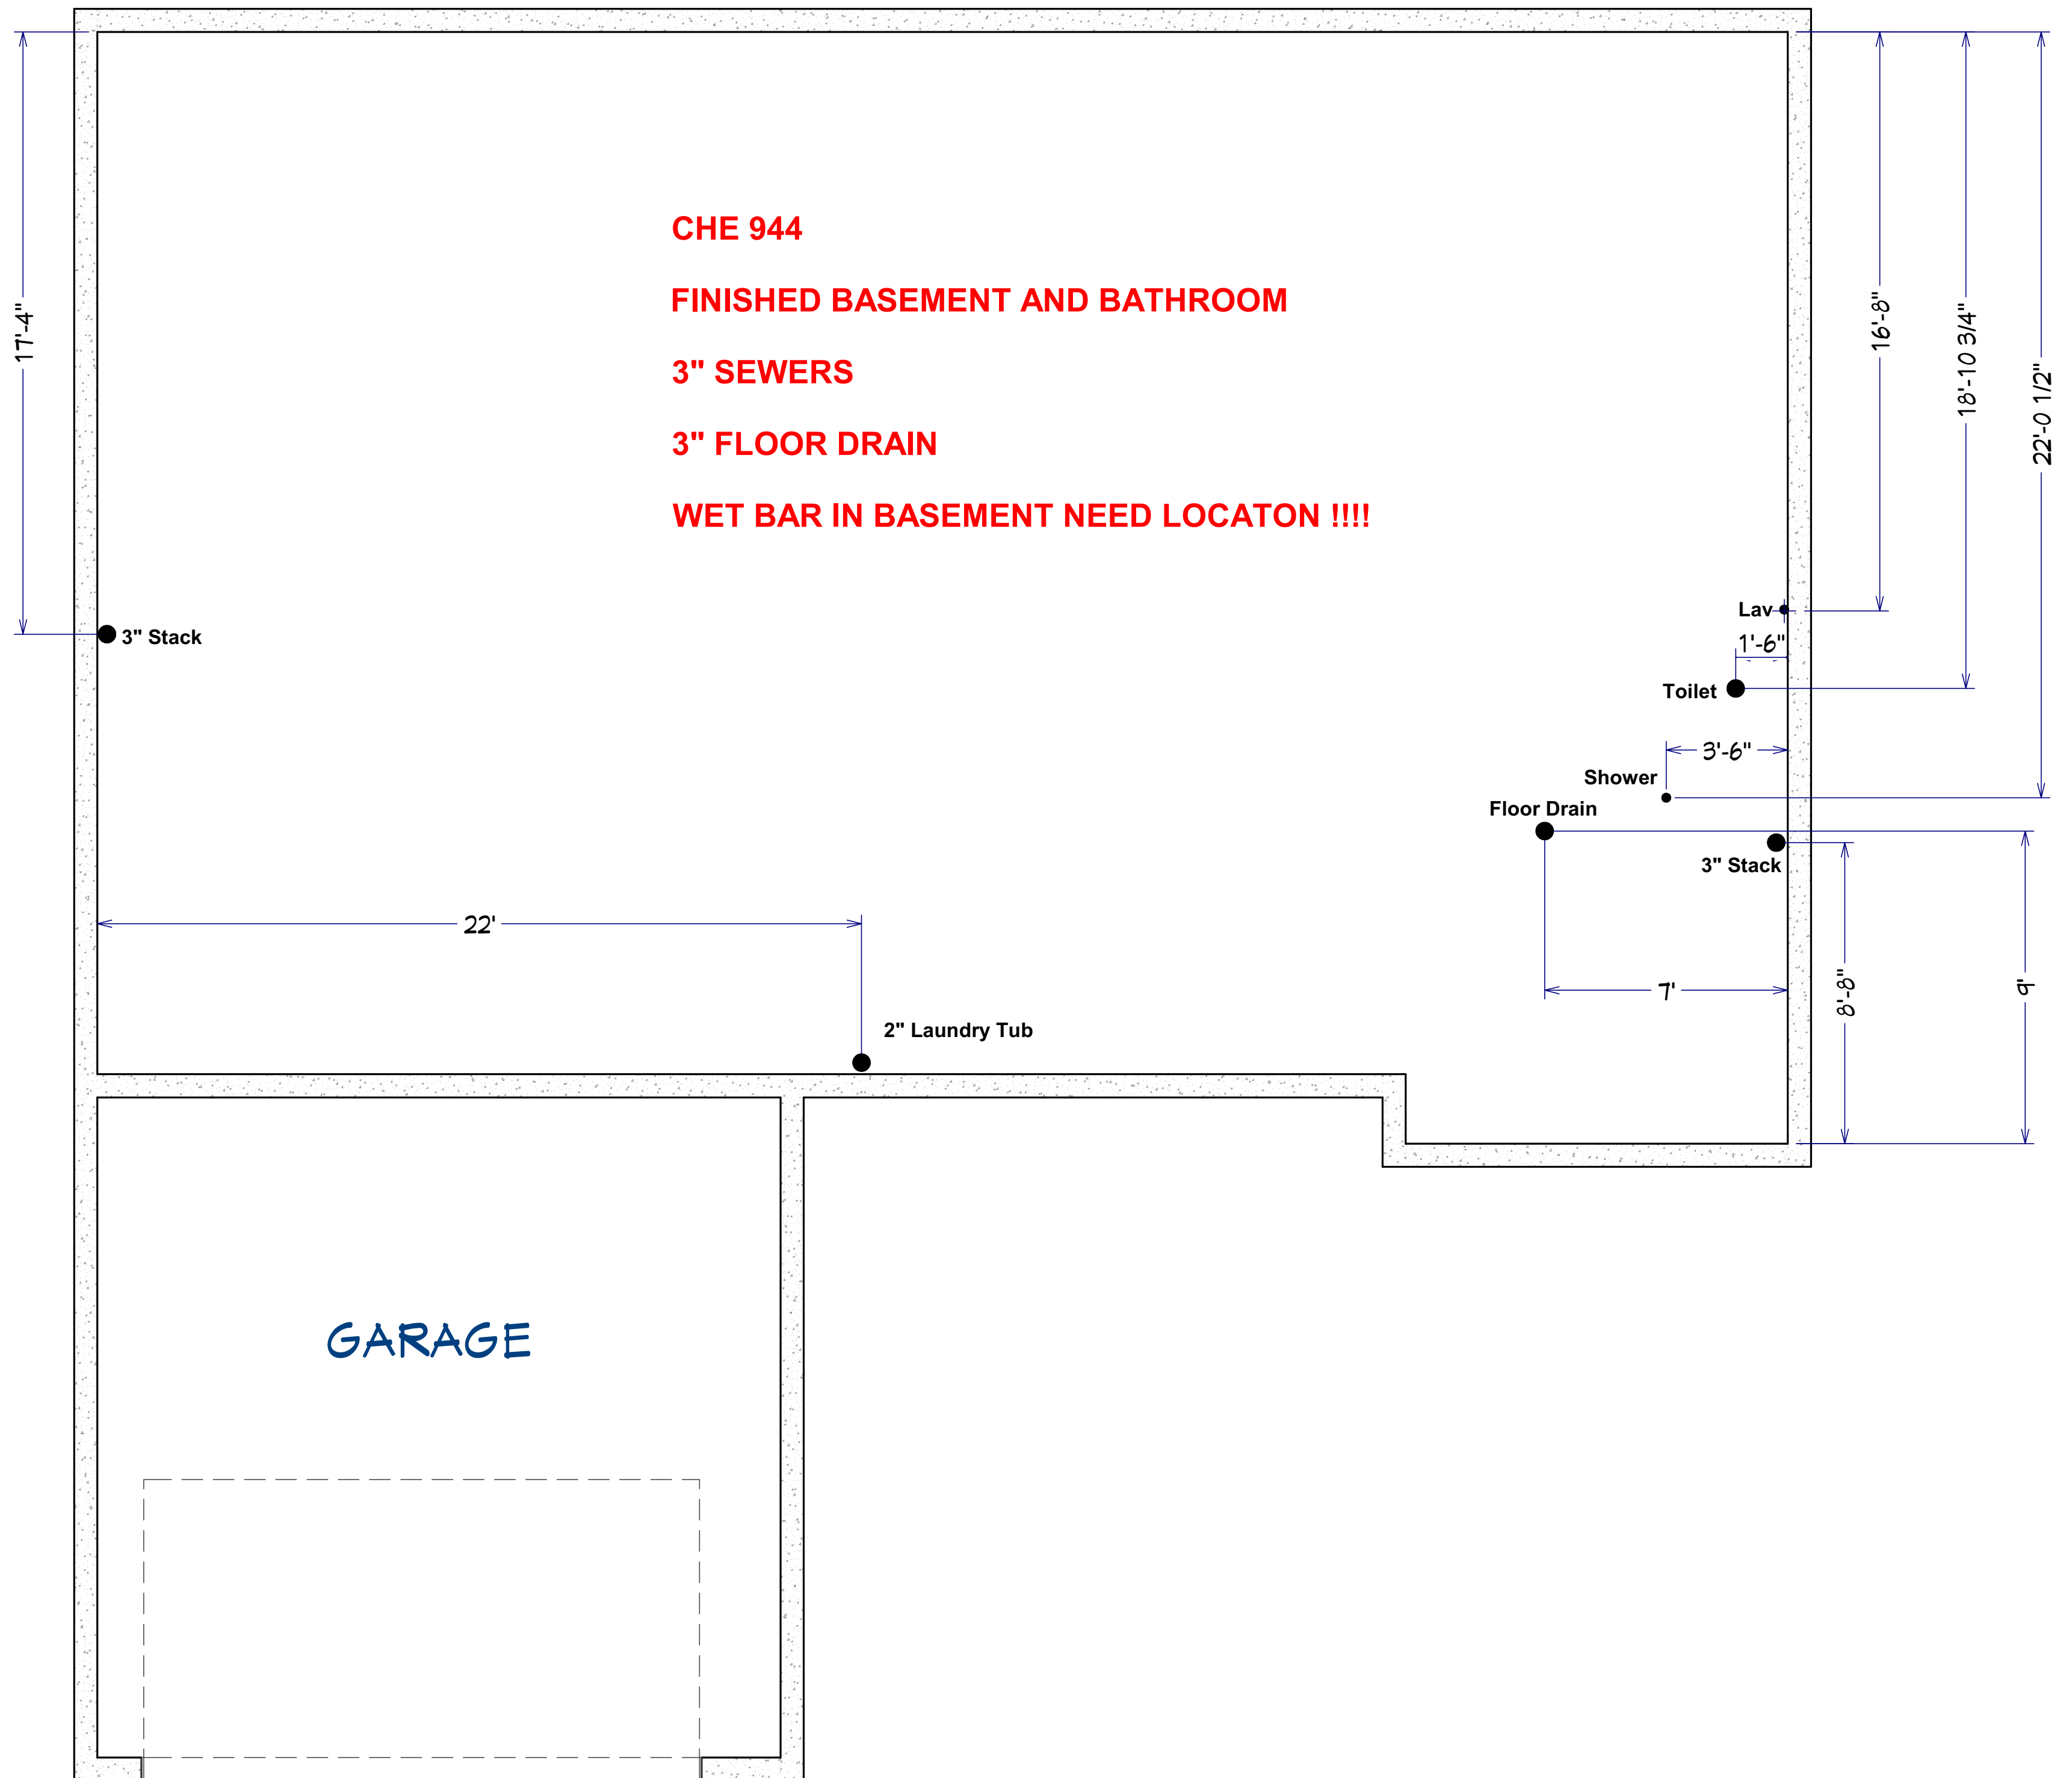 CHE 944
FINISHED BASEMENT AND BATHROOM
3" SEWERS
3" FLOOR DRAIN
WET BAR IN BASEMENT NEED LOCATON !!!!
17'-4"
16'-8"
18'-10 3/4"
22'-0 1/2"
Lav
3" Stack
1'-6"
Toilet
3'-6"
Shower
Floor Drain
3" Stack
22'
7'
8'-8"
9'
2" Laundry Tub
GARAGE